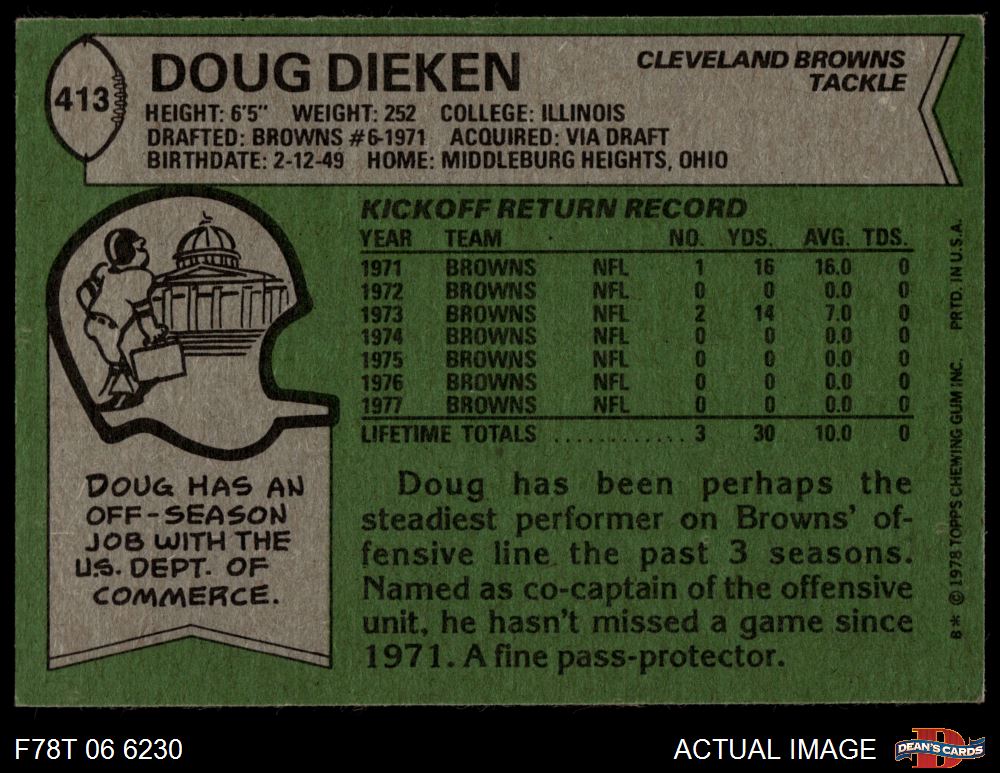 413
DOUG DIEKEN
CLEVELAND BROWNS
TACKLE
HEIGHT: 6'5" WEIGHT: 252 COLLEGE: ILLINOIS
DRAFTED: BROWNS #6-1971 ACQUIRED: VIA DRAFT
BIRTHDATE: 2-12-49 HOME: MIDDLEBURG HEIGHTS, OHIO
KICKOFF RETURN RECORD
YEAR TEAM NO. YDS. AVG. TDS.
1971 BROWNS NFL 1 16 16.0 0
1972 BROWNS NFL 0 0 0.0 0
1973 BROWNS NFL 2 14 7.0 0
1974 BROWNS NFL 0 0 0.0 0
1975 BROWNS NFL 0 0 0.0 0
1976 BROWNS NFL 0 0 0.0 0
1977 BROWNS NFL 0 0 0.0 0
LIFETIME TOTALS ............ 3 30 10.0 0
DOUG HAS AN
OFF-SEASON
JOB WITH THE
U.S. DEPT. OF
COMMERCE.
Doug has been perhaps the
steadiest performer on Browns' of-
fensive line the past 3 seasons.
Named as co-captain of the offensive
unit, he hasn't missed a game since
1971. A fine pass-protector.
8* © 1978 TOPPS CHEWING GUM INC. PRTD. IN U.S.A.
F78T 06 6230
ACTUAL IMAGE
D
DEAN'S CARDS